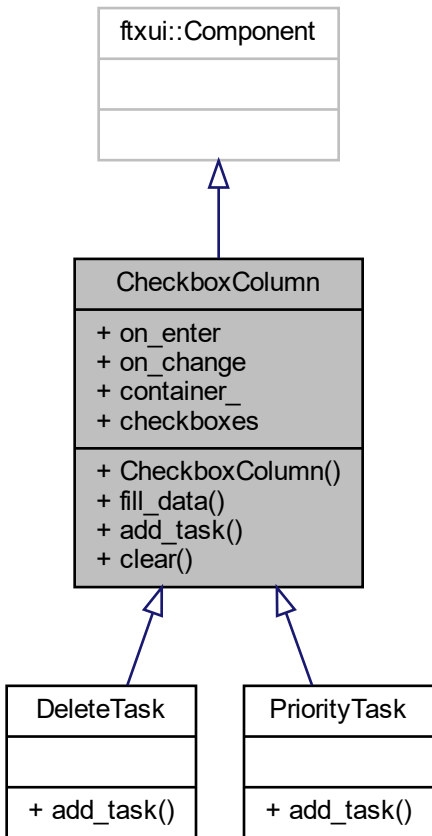 ftxui::Component
CheckboxColumn
+ on_enter
+ on_change
+ container_
+ checkboxes
+ CheckboxColumn()
+ fill_data()
+ add_task()
+ clear()
DeleteTask
+ add_task()
PriorityTask
+ add_task()